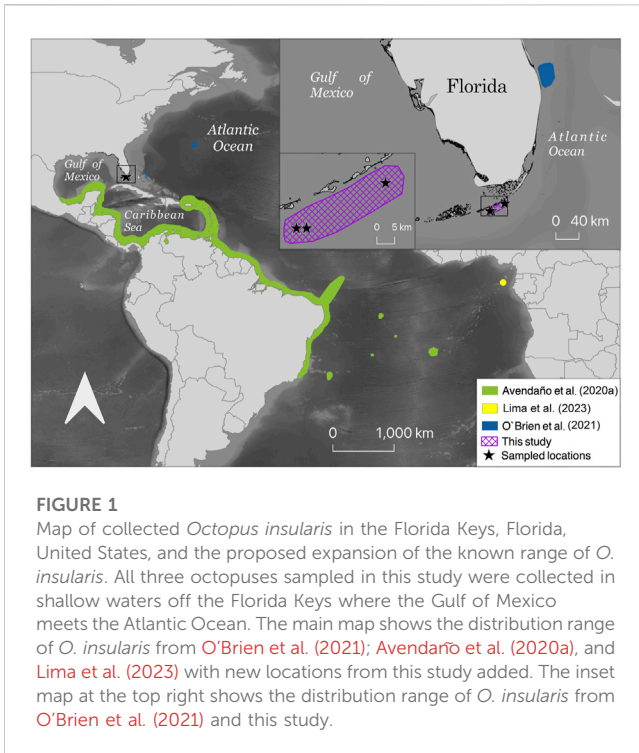 Gulf of
Mexico
Florida
Atlantic
Ocean
Atlantic
Ocean
Gulf of
Mexico
0 5 km
Caribbean
Sea
0 40 km
Avendaño et al. (2020a)
Lima et al. (2023)
O`Brien et al. (2021)
This study
Sampled locations
0 1,000 km
FIGURE 1
Map of collected Octopus insularis in the Florida Keys, Florida,
United States, and the proposed expansion of the known range of O.
insularis. All three octopuses sampled in this study were collected in
shallow waters off the Florida Keys where the Gulf of Mexico
meets the Atlantic Ocean. The main map shows the distribution range
of O. insularis from O’Brien et al. (2021); Avendaño et al. (2020a), and
Lima et al. (2023) with new locations from this study added. The inset
map at the top right shows the distribution range of O. insularis from
O’Brien et al. (2021) and this study.